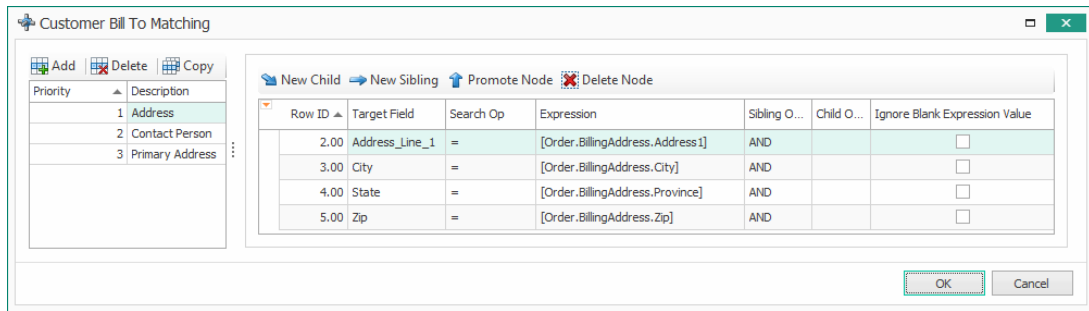 Customer Bill To Matching
Add Delete Copy
Priority Description
1 Address
2 Contact Person
3 Primary Address
New Child New Sibling Promote Node Delete Node
Row ID Target Field Search Op Expression Sibling O... Child O... Ignore Blank Expression Value
2.00 Address_Line_1 = [Order.BillingAddress.Address1] AND
3.00 City = [Order.BillingAddress.City] AND
4.00 State = [Order.BillingAddress.Province] AND
5.00 Zip = [Order.BillingAddress.Zip] AND
OK Cancel